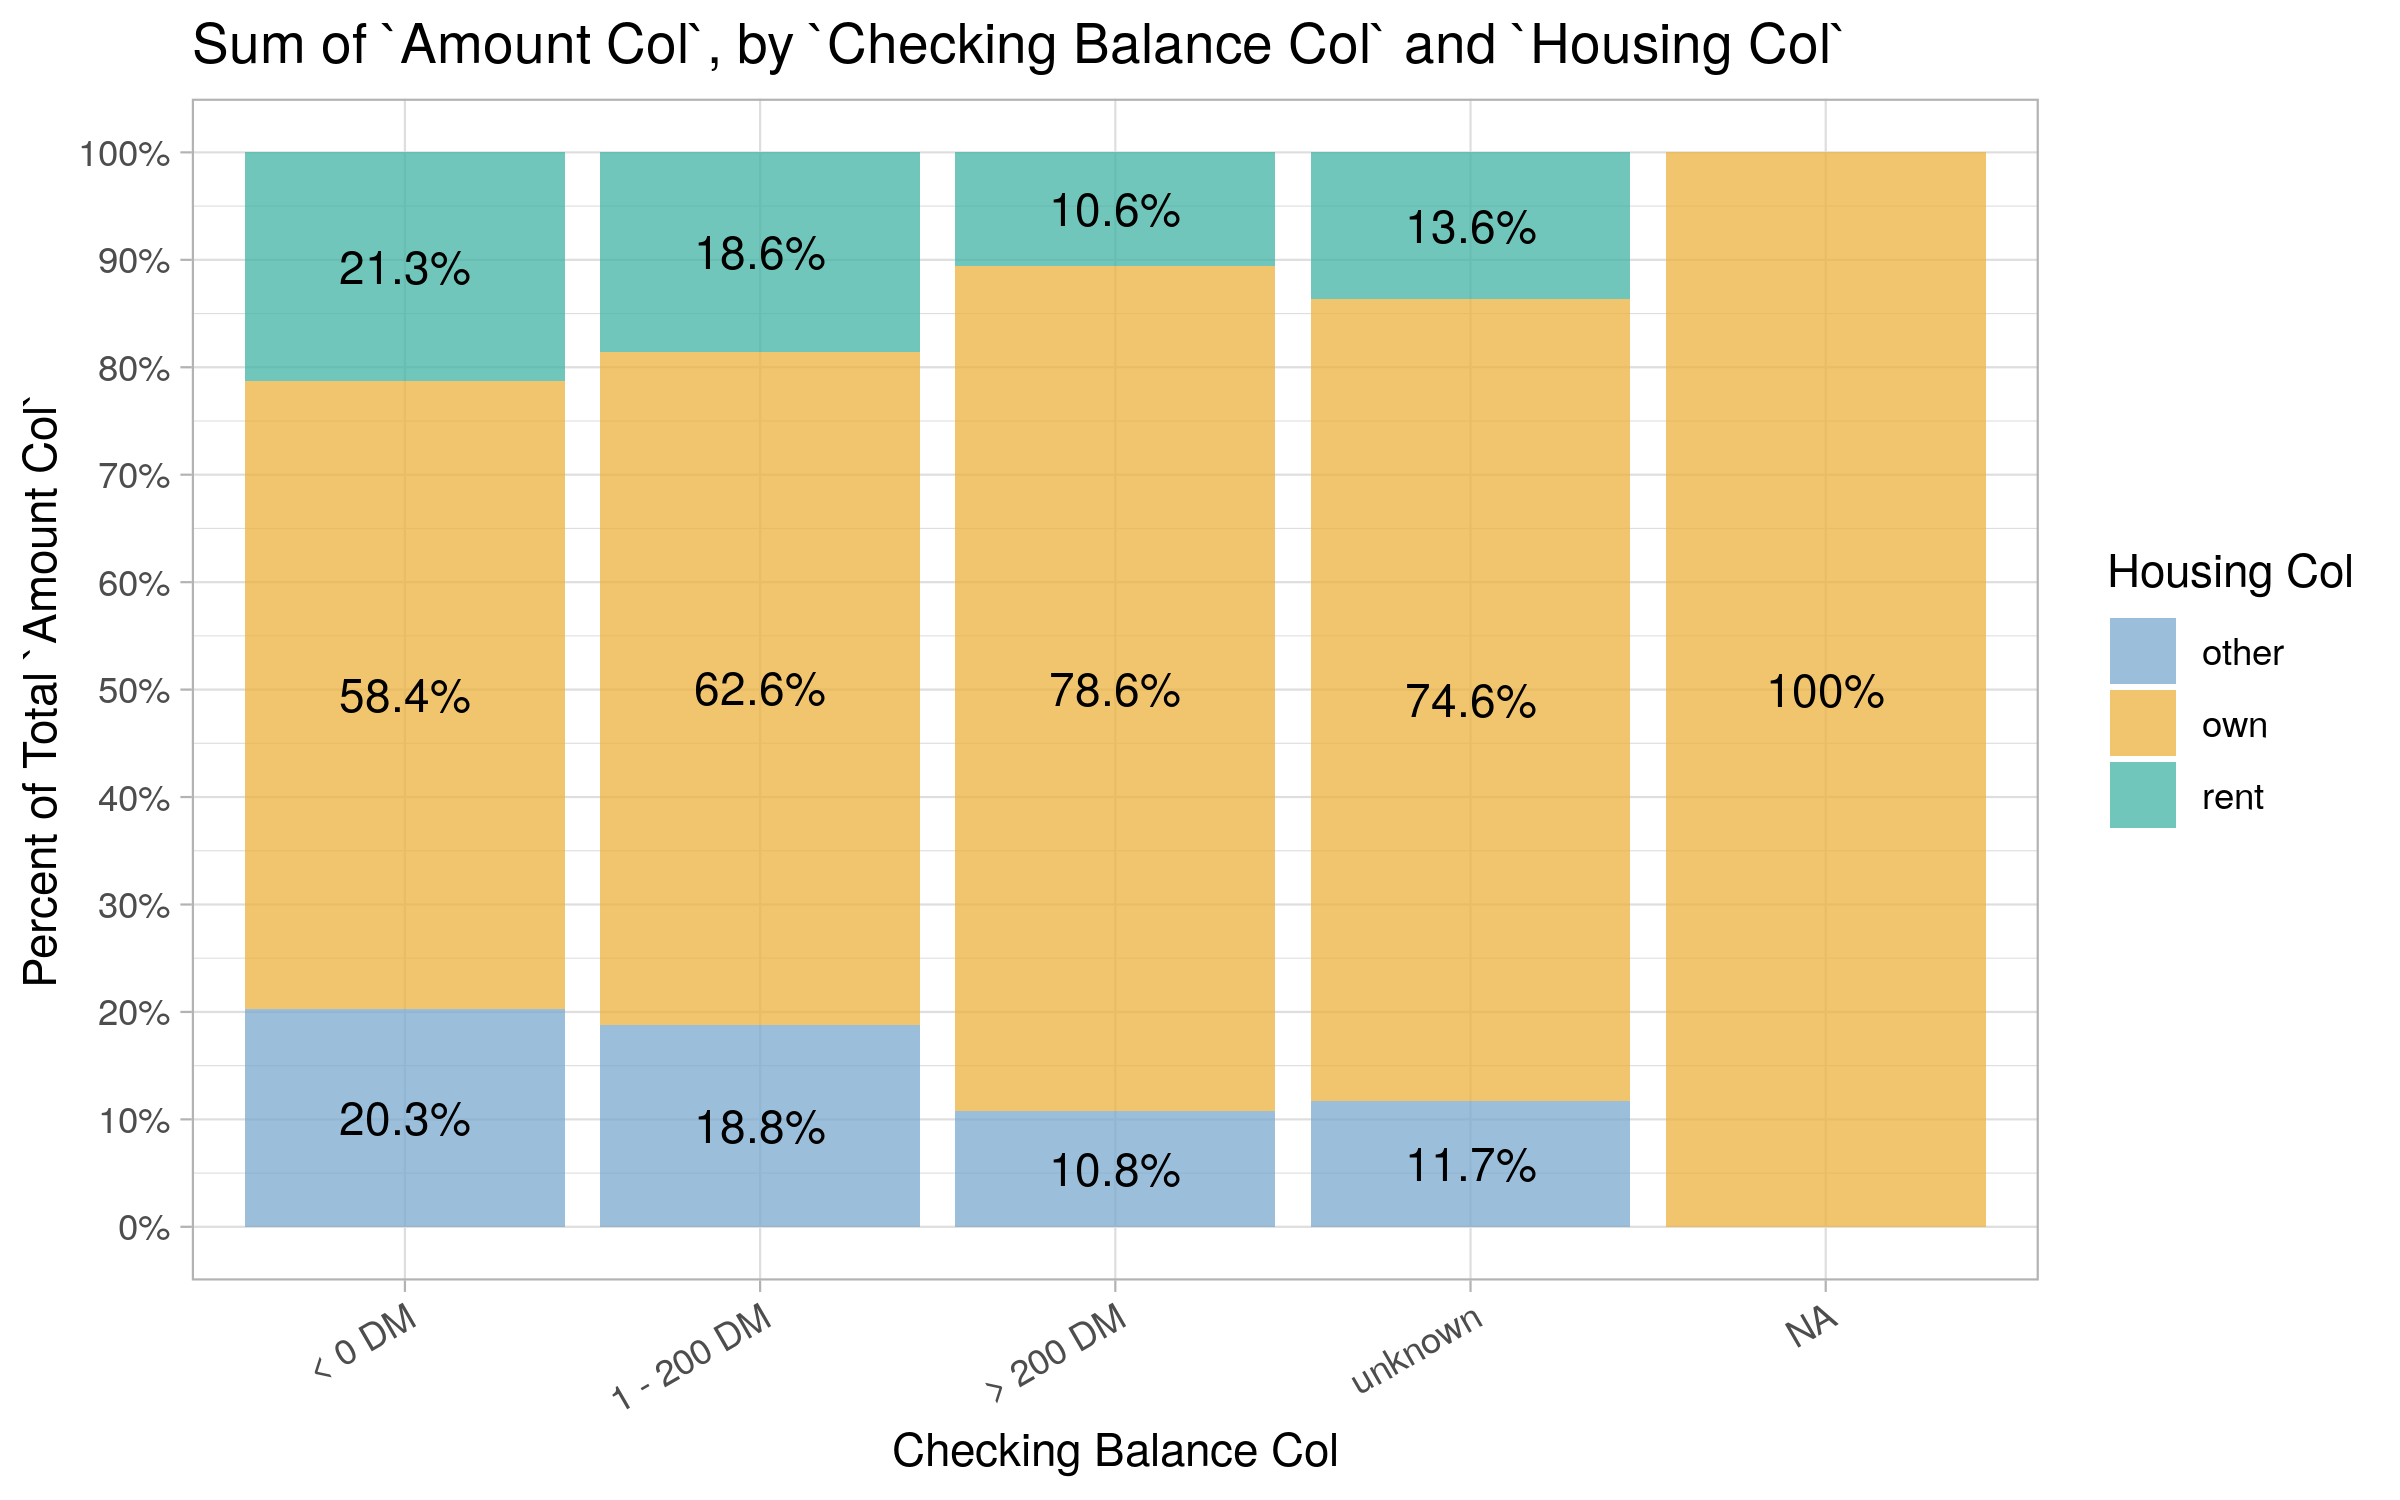 Sum of `Amount Col`, by `Checking Balance Col` and `Housing Col`
Percent of Total `Amount Col`
100%
90%
80%
70%
60%
50%
40%
30%
20%
10%
0%
21.3%
18.6%
10.6%
13.6%
58.4%
62.6%
78.6%
74.6%
100%
20.3%
18.8%
10.8%
11.7%
< 0 DM
1 - 200 DM
> 200 DM
unknown
NA
Checking Balance Col
Housing Col
other
own
rent